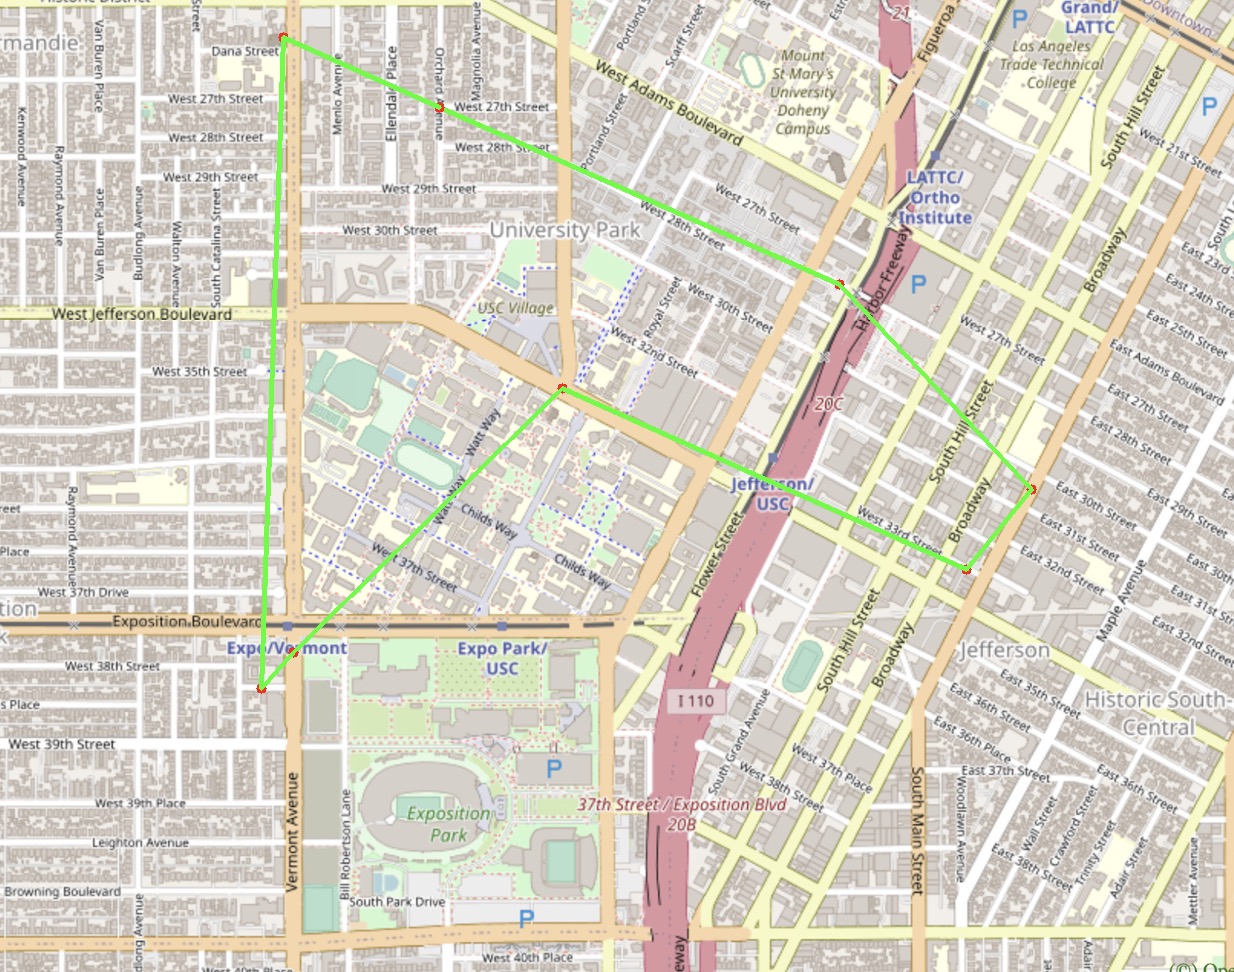 Historic District
Street
rmandie
Van Buren Place
Dana Street
Menlo Avenue
Ellendale Place
Orchard
Magnolia Avenue
Portland Street
Scarff Street
West Adams Boulevard
Mount
St Mary's
University
Doheny
Campus
21
Figueroa
P
Grand/
LATTC
Los Angeles
Trade Technical
College
Downtown
South Hill Street
P
West 21st Street
Kenwood Avenue
Raymond Avenue
West 27th Street
West 28th Street
West 29th Street
Van Buren Place
Budlong Avenue
Walton Avenue
South Catalina Street
West 27th Street
West 28th Street
West 29th Street
West 30th Street
Portland Street
University Park
West 27th Street
West 28th Street
LATTC/
Ortho
Institute
Harbor Freeway
P
Broadway
East 23rd
East 24th Street
East 25th Street
East Adams Boulevard
East 27th Street
East 28th Street
East 29th Street
East 30th
West Jefferson Boulevard
USC Village
Royal Street
West 30th Street
West 32nd Street
West 27th Street
West 35th Street
20C
South Hill Street
Watt Way
Watt Way
Childs Way
Childs Way
West 37th Street
Jefferson/
USC
West 33rd Street
Broadway
East 30th Street
East 31st Street
East 32nd Street
East 31st
East 32nd Street
Maple Avenue
Raymond Avenue
reet
Place
West 37th Drive
tion
k
Exposition Boulevard
Expo/Vermont
Expo Park/
USC
Flower Street
South Hill Street
Broadway
Jefferson
Historic South-
Central
East 35th Street
East 36th Street
East 36th Place
East 37th Street
East 36th Street
West 38th Street
s Place
West 39th Street
West 39th Place
Leighton Avenue
Browning Boulevard
Vermont Avenue
Bill Robertson Lane
I 110
South Grand Avenue
West 37th Place
West 38th Street
P
Exposition
Park
37th Street / Exposition Blvd
20B
South Park Drive
P
South Main Street
Woodlawn Avenue
Wall Street
Crawford Street
Trinity Street
Adair Street
East 38th Street
Mettler Avenue
West 40th Place
West 40th Place
long Avenue
eeway
Adai
(©) Ope